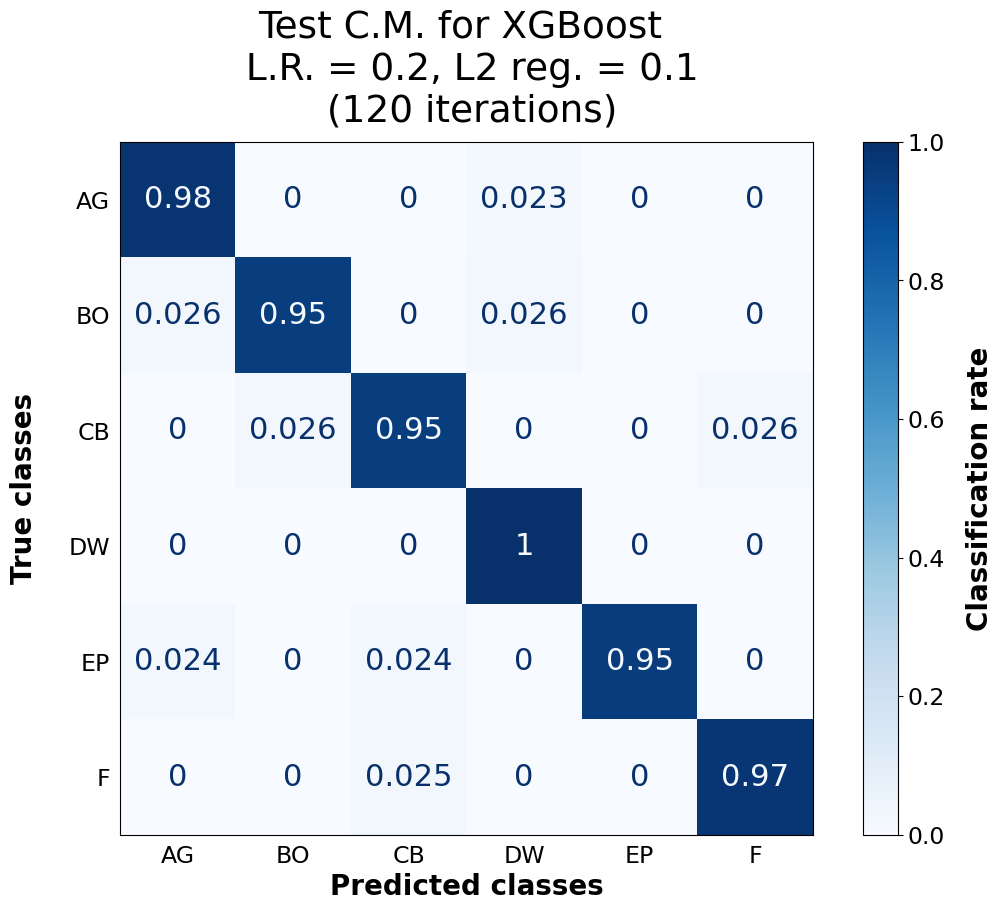 Test C.M. for XGBoost
L.R. = 0.2, L2 reg. = 0.1
(120 iterations)
AG 0.98 0 0 0.023 0 0
BO 0.026 0.95 0 0.026 0 0
CB 0 0.026 0.95 0 0 0.026
DW 0 0 0 1 0 0
EP 0.024 0 0.024 0 0.95 0
F 0 0 0.025 0 0 0.97
AG BO CB DW EP F
Predicted classes
True classes
1.0
0.8
0.6
0.4
0.2
0.0
Classification rate